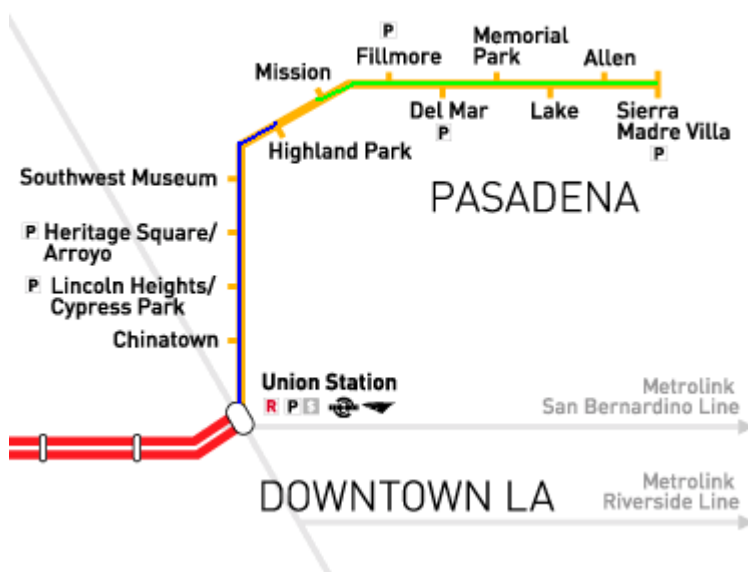 P
Fillmore
Memorial
Park
Allen
Mission
Del Mar
P
Lake
Sierra
Madre Villa
P
Highland Park
Southwest Museum
PASADENA
P Heritage Square/
Arroyo
P Lincoln Heights/
Cypress Park
Chinatown
Union Station
R P S
Metrolink
San Bernardino Line
DOWNTOWN LA
Metrolink
Riverside Line